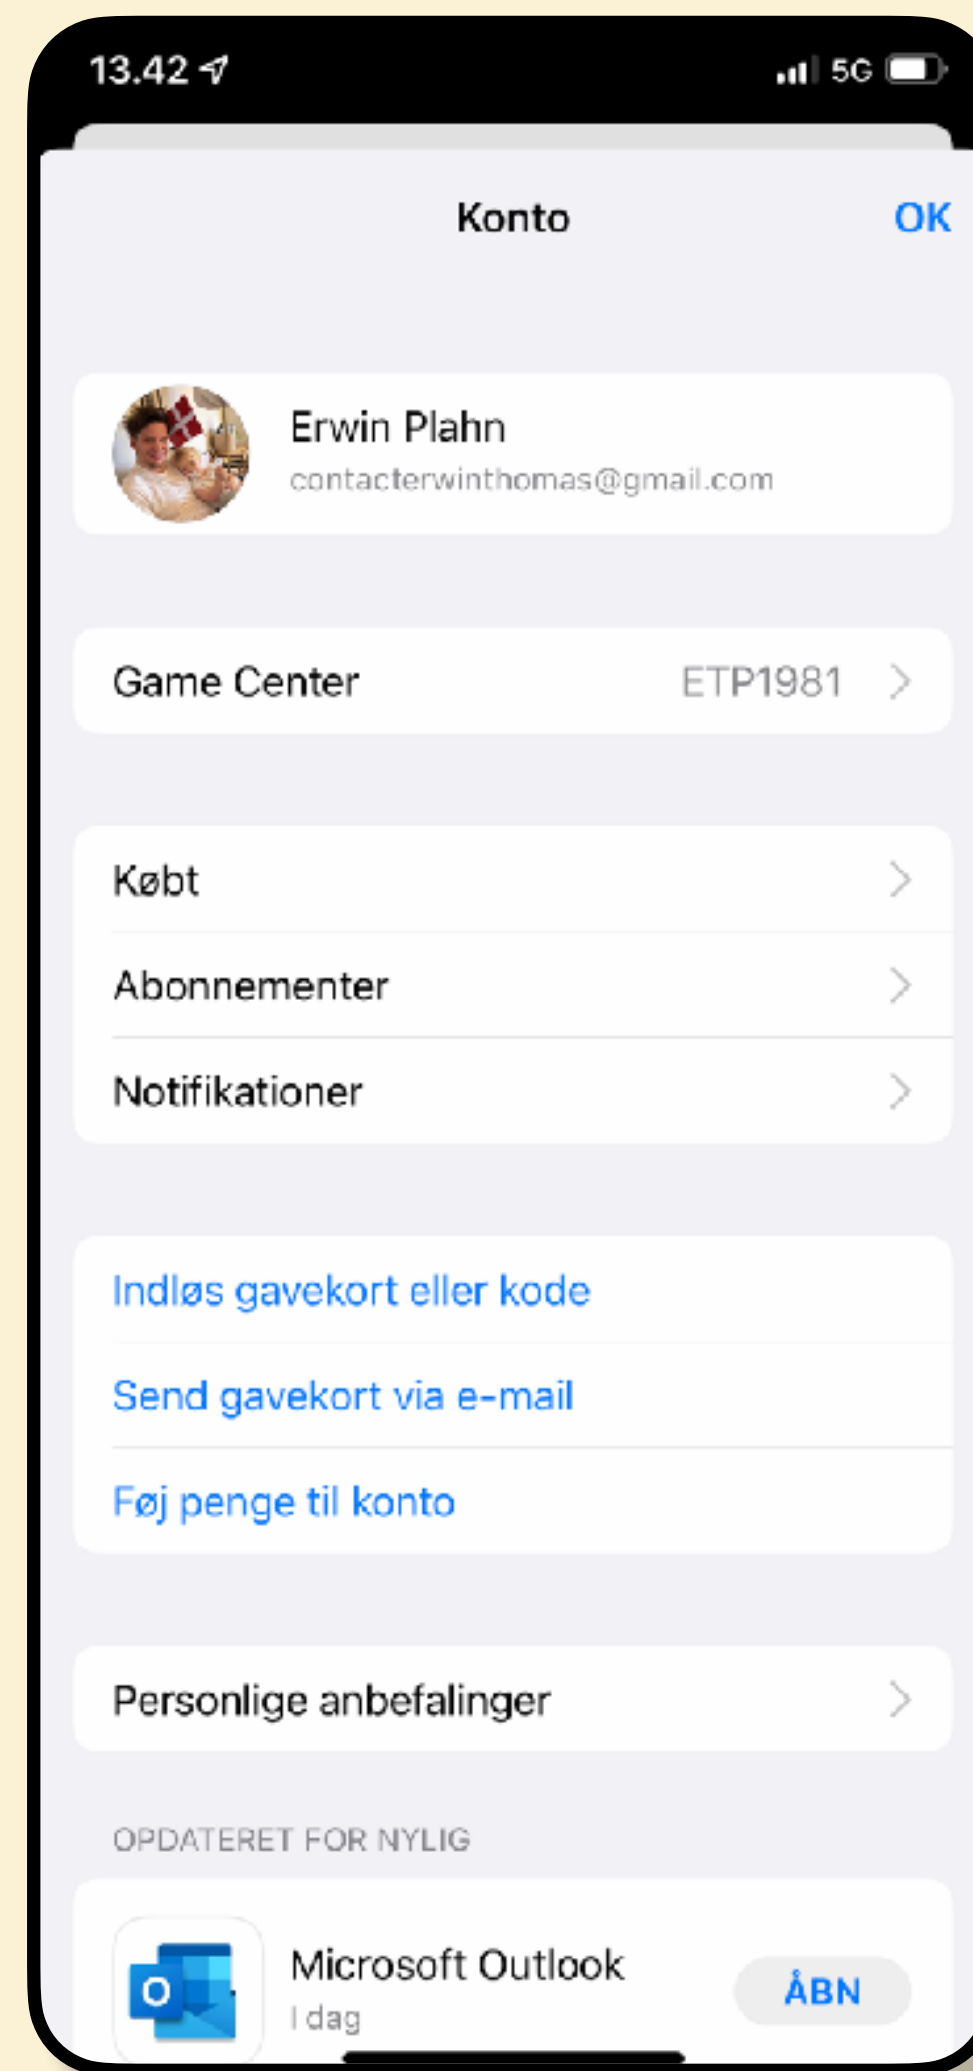 13.42
5G
Konto
OK
Erwin Plahn
contacterwinthomas@gmail.com
Game Center
ETP1981
Købt
Abonnementer
Notifikationer
Indløs gavekort eller kode
Send gavekort via e-mail
Føj penge til konto
Personlige anbefalinger
OPDATERET FOR NYLIG
Microsoft Outlook
ÅBN
I dag